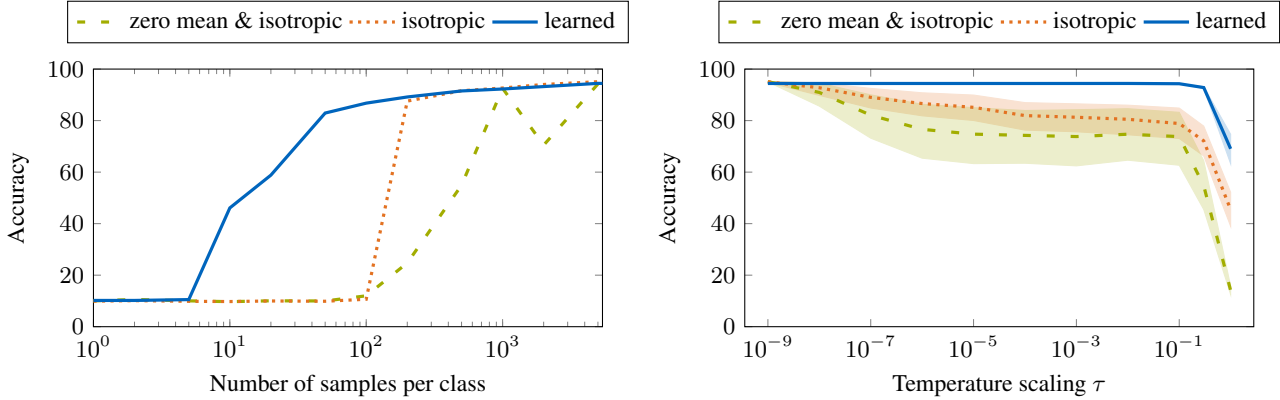 zero mean & isotropic isotropic learned
100
80
60
40
20
0
Accuracy
10^0 10^1 10^2 10^3
Number of samples per class
zero mean & isotropic isotropic learned
100
80
60
40
20
0
Accuracy
10^−9 10^−7 10^−5 10^−3 10^−1
Temperature scaling τ